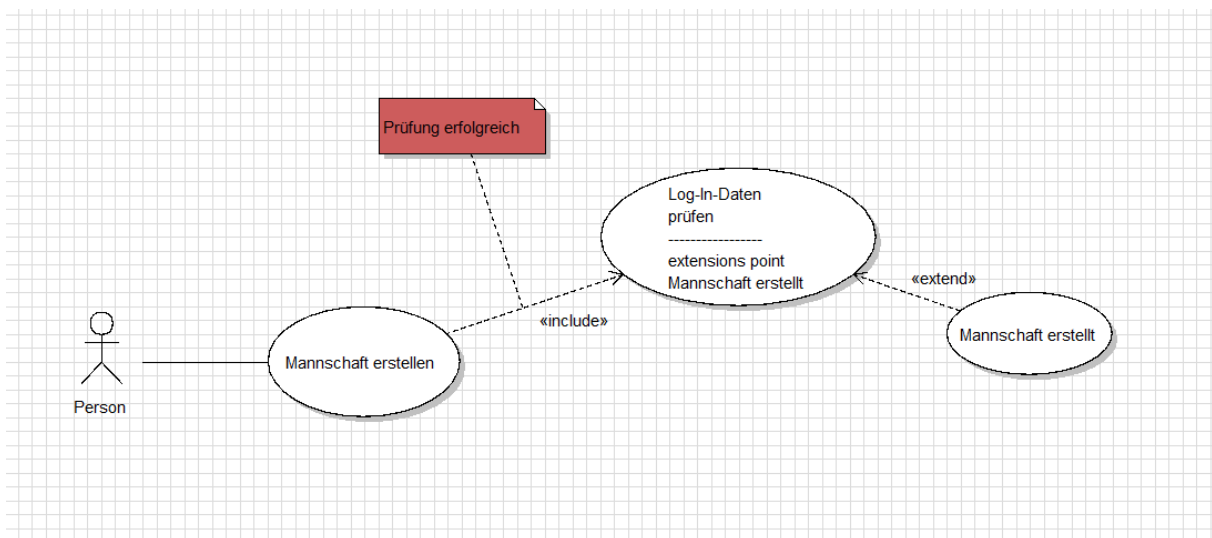 Prüfung erfolgreich
Log-In-Daten
prüfen
-----------------
extensions point
Mannschaft erstellt
«extend»
«include»
Mannschaft erstellt
Mannschaft erstellen
Person